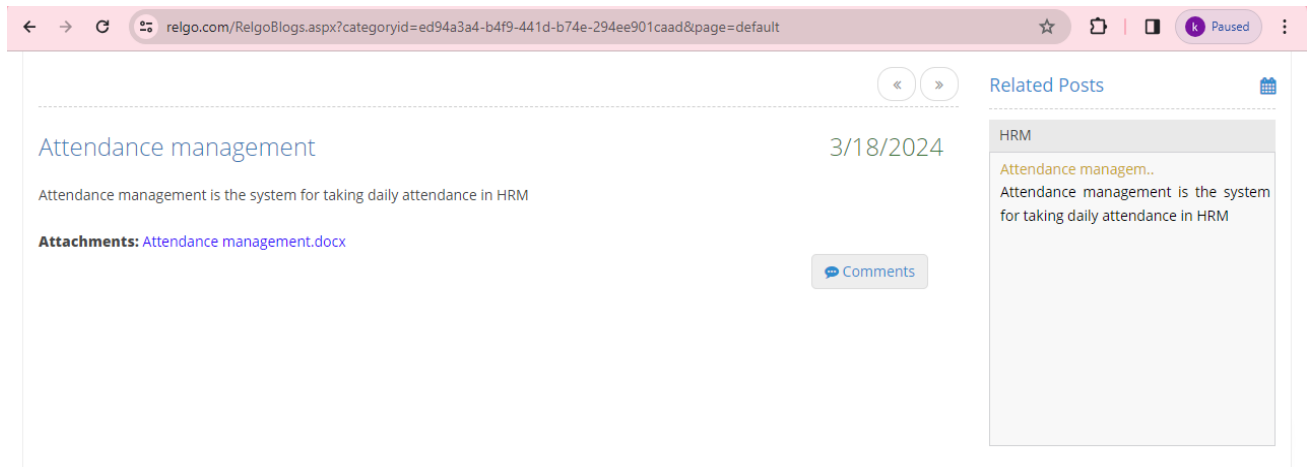 relgo.com/RelgoBlogs.aspx?categoryid=ed94a3a4-b4f9-441d-b74e-294ee901caad&page=default
k Paused
« »
Related Posts
Attendance management 3/18/2024
Attendance management is the system for taking daily attendance in HRM
Attachments: Attendance management.docx
Comments
HRM
Attendance managem..
Attendance management is the system
for taking daily attendance in HRM